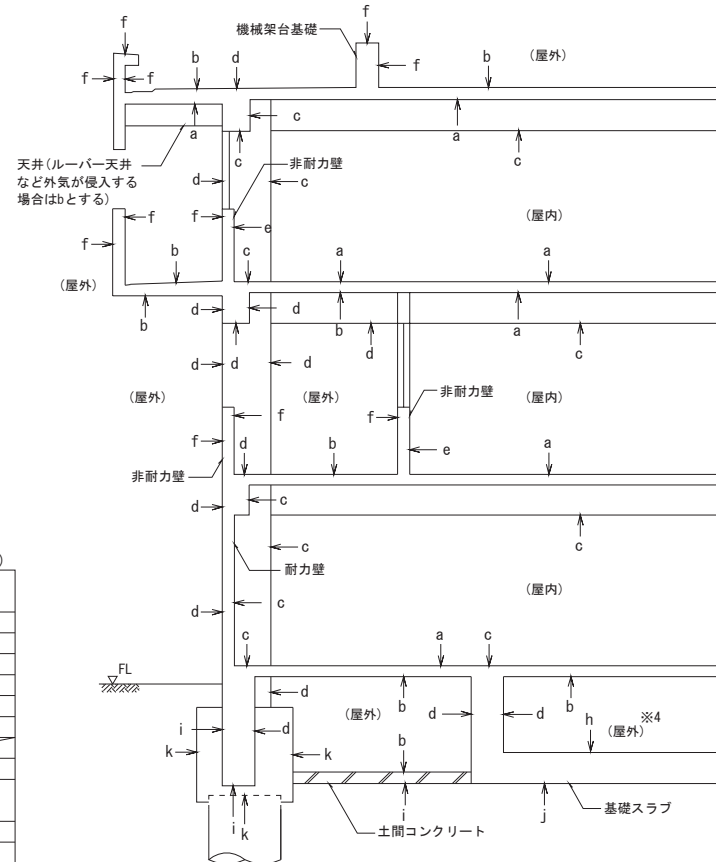 f
機械架台基礎
f
b
d
b
(屋外)
f
f
f
a
c
a
c
c
天井(ルーバー天井
など外気が侵入する
場合はbとする)
非耐力壁
d
c
f
f
e
(屋内)
f
b
c
a
a
(屋外)
b
d
d
b
a
d
d
c
d
d
(屋外)
(屋外)
(屋内)
非耐力壁
f
f
f
d
b
e
a
非耐力壁
d
c
c
c
耐力壁
(屋内)
d
c
c
a
c
FL
)
d
b
b
(屋外)
d
d
h
(屋外)
※4
i
d
k
k
b
i
k
i
j
土間コンクリート
基礎スラブ